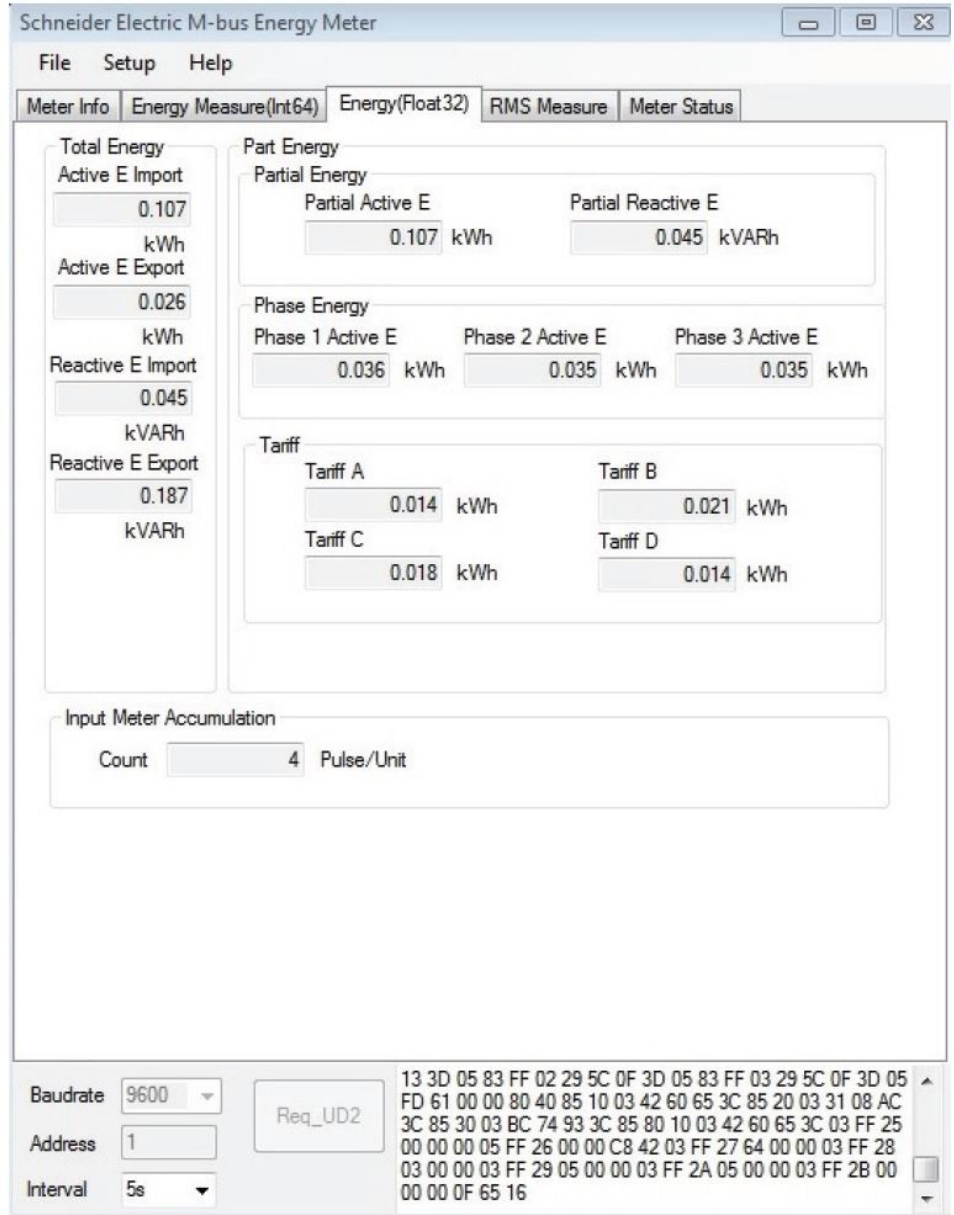 Schneider Electric M-bus Energy Meter
File Setup Help
Meter Info Energy Measure(Int64) Energy(Float32) RMS Measure Meter Status
Total Energy
Active E Import
0.107
kWh
Active E Export
0.026
kWh
Reactive E Import
0.045
kVARh
Reactive E Export
0.187
kVARh
Part Energy
Partial Energy
Partial Active E Partial Reactive E
0.107 kWh 0.045 kVARh
Phase Energy
Phase 1 Active E Phase 2 Active E Phase 3 Active E
0.036 kWh 0.035 kWh 0.035 kWh
Tariff
Tariff A Tariff B
0.014 kWh 0.021 kWh
Tariff C Tariff D
0.018 kWh 0.014 kWh
Input Meter Accumulation
Count 4 Pulse/Unit
Baudrate 9600
Address 1
Interval 5s
Req_UD2
13 3D 05 83 FF 02 29 5C 0F 3D 05 83 FF 03 29 5C 0F 3D 05
FD 61 00 00 80 40 85 10 03 42 60 65 3C 85 20 03 31 08 AC
3C 85 30 03 BC 74 93 3C 85 80 10 03 42 60 65 3C 03 FF 25
00 00 00 05 FF 26 00 00 C8 42 03 FF 27 64 00 00 03 FF 28
03 00 00 03 FF 29 05 00 00 03 FF 2A 05 00 00 03 FF 2B 00
00 00 0F 65 16